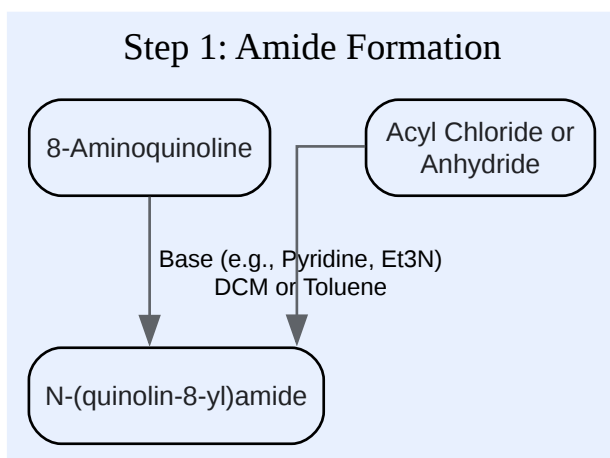 Step 1: Amide Formation
8-Aminoquinoline
Acyl Chloride or
Anhydride
Base (e.g., Pyridine, Et3N)
DCM or Toluene
N-(quinolin-8-yl)amide